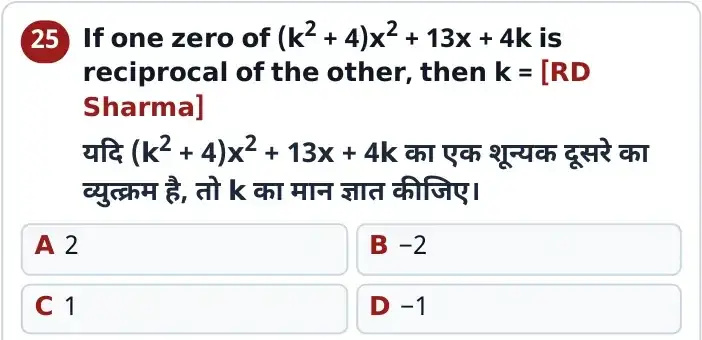 25 If one zero of (k² + 4)x² + 13x + 4k is
reciprocal of the other, then k = [RD
Sharma]
यदि (k² + 4)x² + 13x + 4k का एक शून्यक दूसरे का
व्युत्क्रम है, तो k का मान ज्ञात कीजिए।
A 2
B −2
C 1
D −1